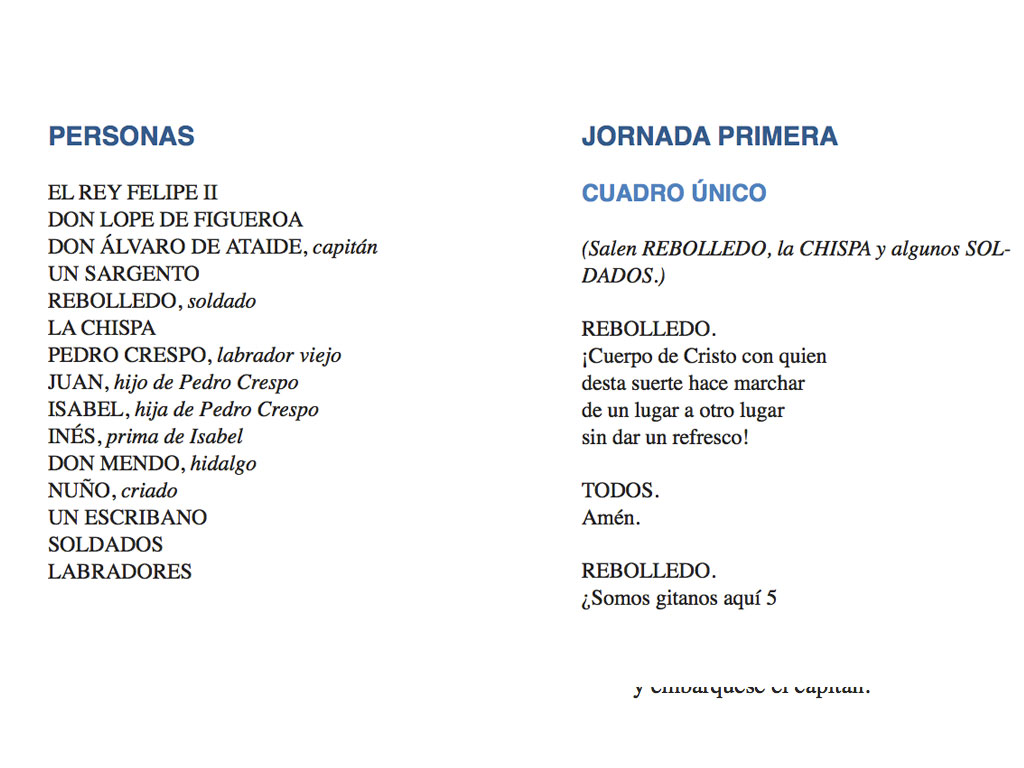 PERSONAS
EL REY FELIPE II
DON LOPE DE FIGUEROA
DON ÁLVARO DE ATAIDE, capitán
UN SARGENTO
REBOLLEDO, soldado
LA CHISPA
PEDRO CRESPO, labrador viejo
JUAN, hijo de Pedro Crespo
ISABEL, hija de Pedro Crespo
INÉS, prima de Isabel
DON MENDO, hidalgo
NUÑO, criado
UN ESCRIBANO
SOLDADOS
LABRADORES
JORNADA PRIMERA
CUADRO ÚNICO
(Salen REBOLLEDO, la CHISPA y algunos SOL-
DADOS.)
REBOLLEDO.
¡Cuerpo de Cristo con quien
desta suerte hace marchar
de un lugar a otro lugar
sin dar un refresco!
TODOS.
Amén.
REBOLLEDO.
¿Somos gitanos aquí 5
y embárquese el capitán.